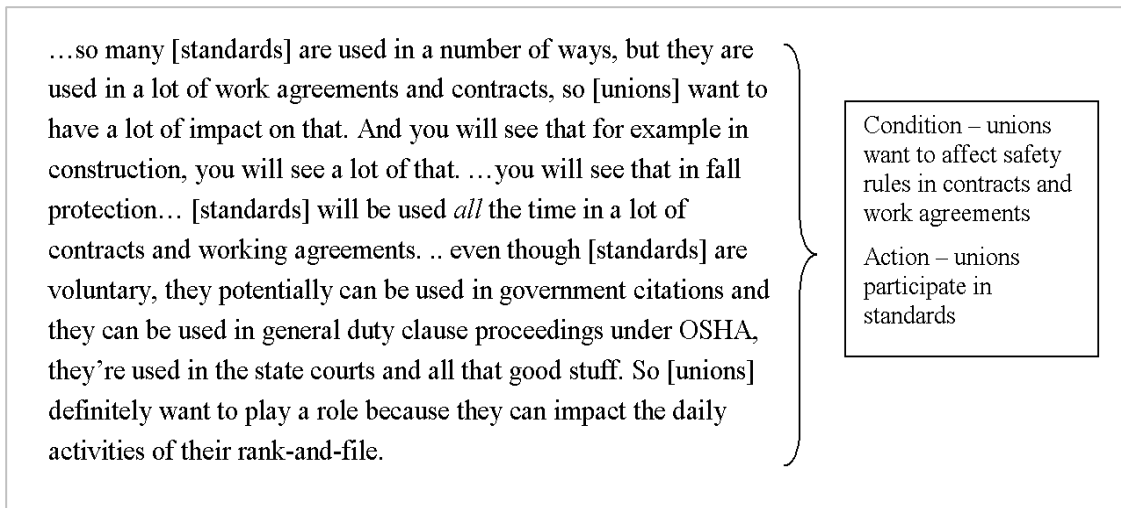 …so many [standards] are used in a number of ways, but they are
used in a lot of work agreements and contracts, so [unions] want to
have a lot of impact on that. And you will see that for example in
construction, you will see a lot of that. …you will see that in fall
protection… [standards] will be used all the time in a lot of
contracts and working agreements. .. even though [standards] are
voluntary, they potentially can be used in government citations and
they can be used in general duty clause proceedings under OSHA,
they’re used in the state courts and all that good stuff. So [unions]
definitely want to play a role because they can impact the daily
activities of their rank-and-file.
Condition – unions
want to affect safety
rules in contracts and
work agreements
Action – unions
participate in
standards